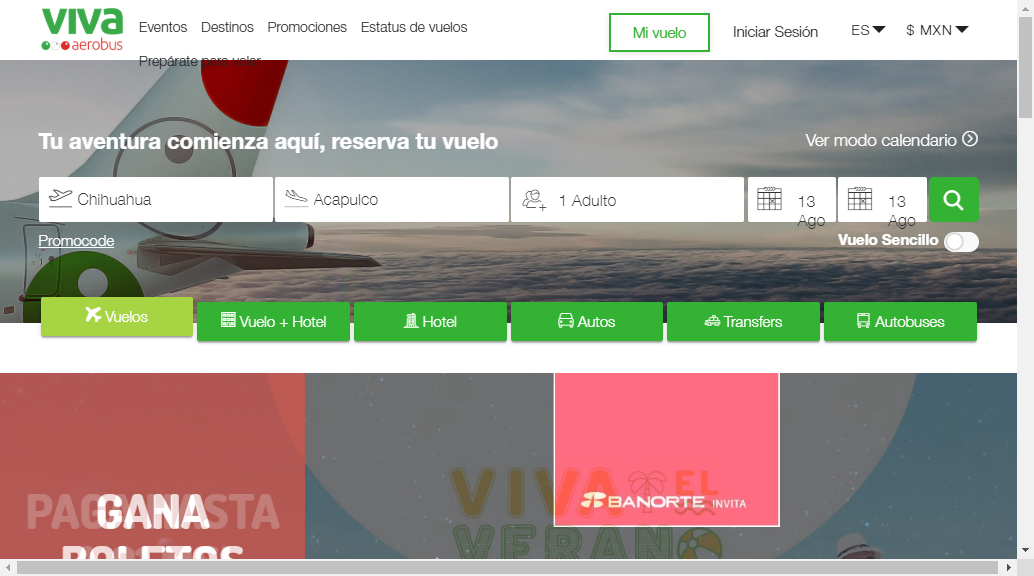 viva
aerobus
Eventos Destinos Promociones Estatus de vuelos
Prepárate para volar
Mi vuelo
Iniciar Sesión
ES
$ MXN
Tu aventura comienza aquí, reserva tu vuelo
Ver modo calendario
Chihuahua
Acapulco
1 Adulto
13
Ago
13
Ago
Promocode
Vuelo Sencillo
Vuelos
Vuelo + Hotel
Hotel
Autos
Transfers
Autobuses
GANA
BOLETOS
VIVA EL
VERANO
BANORTE INVITA